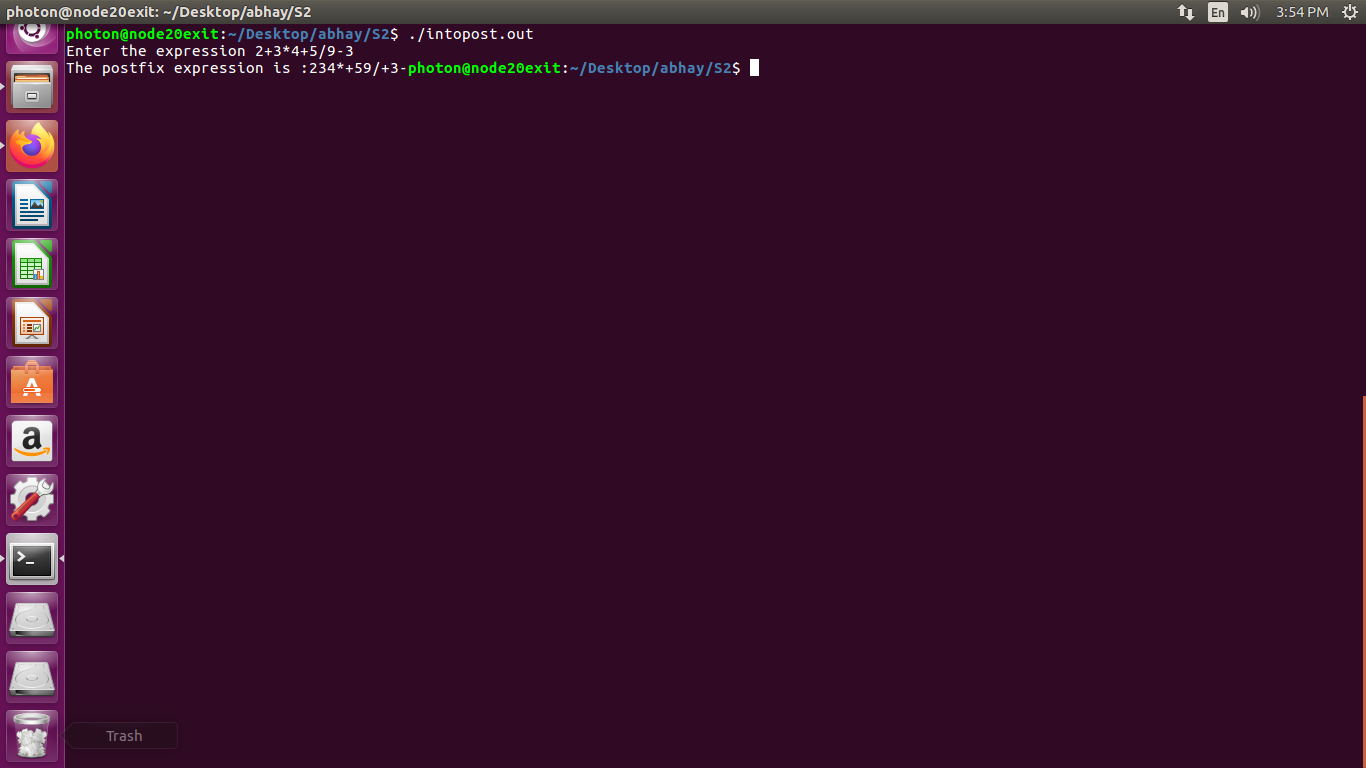 photon@node20exit: ~/Desktop/abhay/S2
En
3:54 PM
photon@node20exit:~/Desktop/abhay/S2$ ./intopost.out
Enter the expression 2+3*4+5/9-3
The postfix expression is :234*+59/+3-photon@node20exit:~/Desktop/abhay/S2$
A
a
>_
Trash